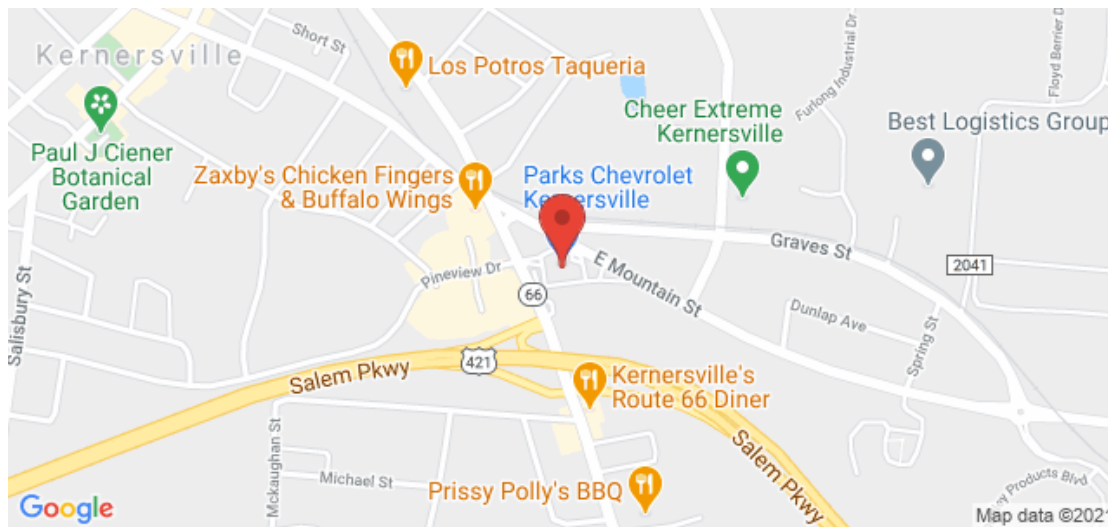 Short St
Kernersville
Los Potros Taqueria
Furlong Industrial Dr
Floyd Berrier D
Cheer Extreme
Kernersville
Best Logistics Group
Paul J Ciener
Botanical
Garden
Zaxby's Chicken Fingers
& Buffalo Wings
Parks Chevrolet
Kernersville
Graves St
2041
Pineview Dr
E Mountain St
66
Salisbury St
Dunlap Ave
Spring St
421
Salem Pkwy
Kernersville's
Route 66 Diner
Mckaughan St
Salem Pkwy
Michael St
Prissy Polly's BBQ
y Products Blvd
Google
Map data ©2021